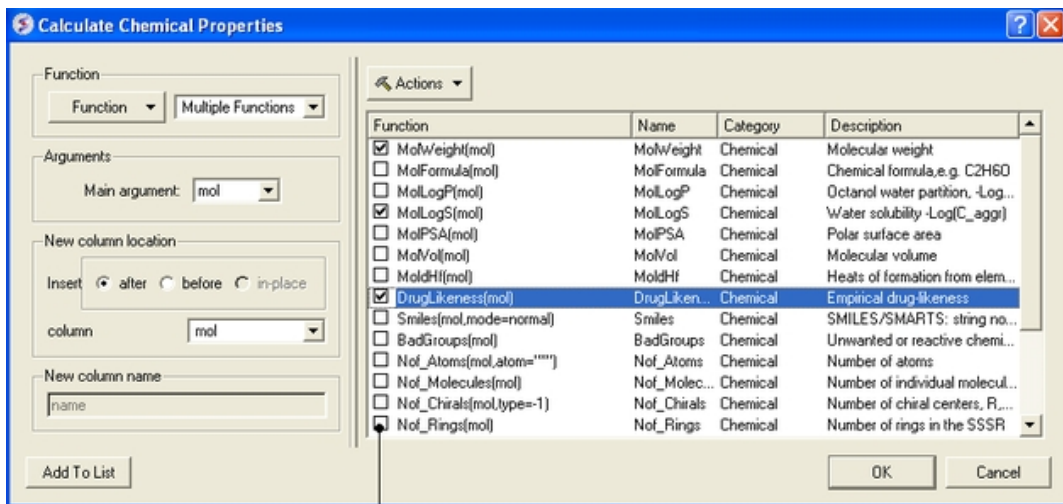 Calculate Chemical Properties
Function
Function
Multiple Functions
Arguments
Main argument: mol
New column location
Insert after before in-place
column mol
New column name
name
Add To List
Actions
Function Name Category Description
MolWeight(mol) MolWeight Chemical Molecular weight
MolFormula(mol) MolFormula Chemical Chemical formula,e.g. C2H6O
MolLogP(mol) MolLogP Chemical Octanol water partition, -Log...
MolLogS(mol) MolLogS Chemical Water solubility -Log(C_aggr)
MolPSA(mol) MolPSA Chemical Polar surface area
MolVol(mol) MolVol Chemical Molecular volume
MoldHf(mol) MoldHf Chemical Heats of formation from elem...
DrugLikeness(mol) DrugLiken... Chemical Empirical drug-likeness
Smiles(mol,mode=normal) Smiles Chemical SMILES/SMARTS: string no...
BadGroups(mol) BadGroups Chemical Unwanted or reactive chemi...
Nof_Atoms(mol,atom="""") Nof_Atoms Chemical Number of atoms
Nof_Molecules(mol) Nof_Molec... Chemical Number of individual molecul...
Nof_Chirals(mol,type=-1) Nof_Chirals Chemical Number of chiral centers, R,...
Nof_Rings(mol) Nof_Rings Chemical Number of rings in the SSSR
OK Cancel